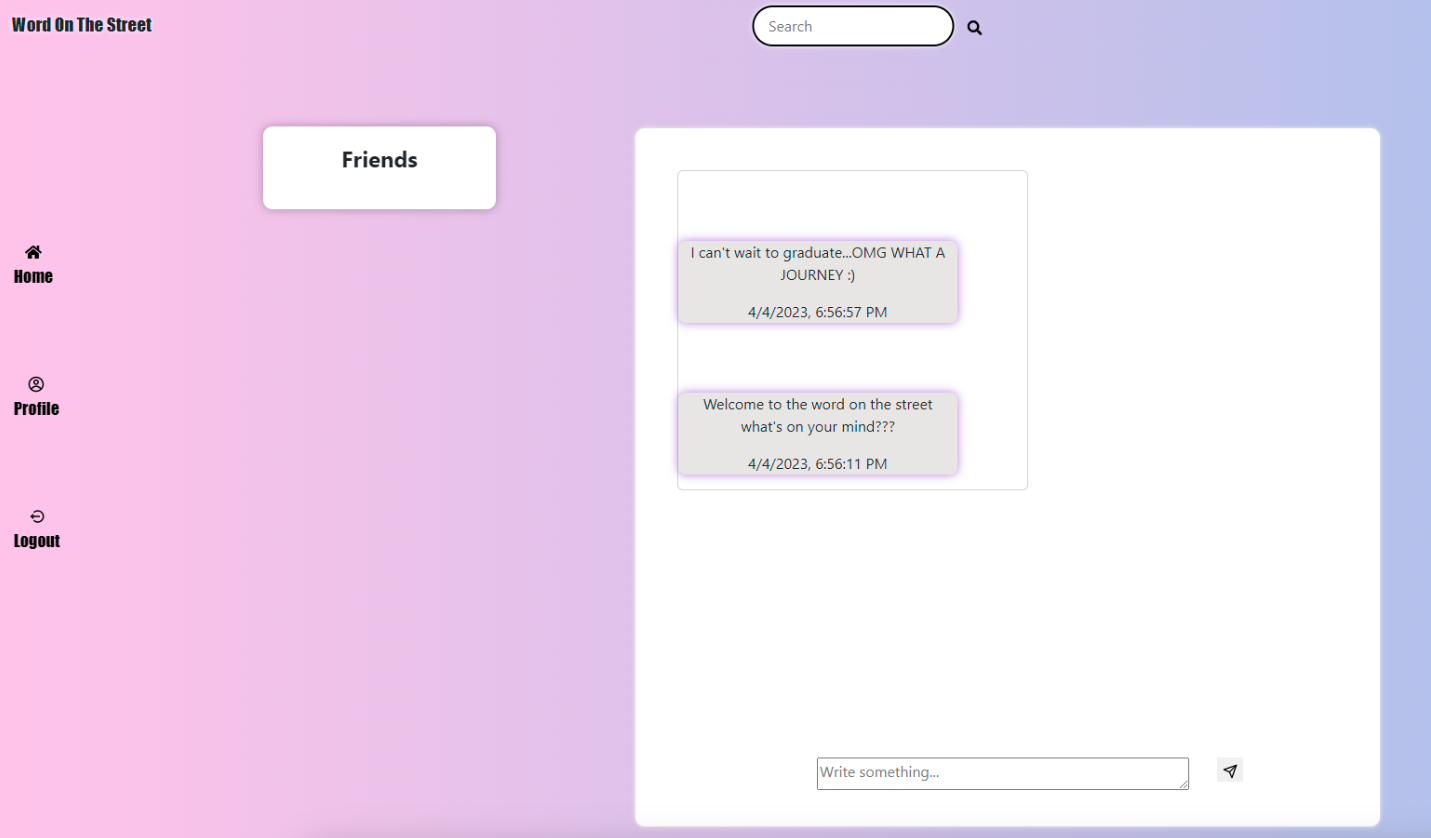 Word On The Street
Search
Friends
Home
Profile
Logout
I can't wait to graduate...OMG WHAT A
JOURNEY :)
4/4/2023, 6:56:57 PM
Welcome to the word on the street
what's on your mind???
4/4/2023, 6:56:11 PM
Write something...